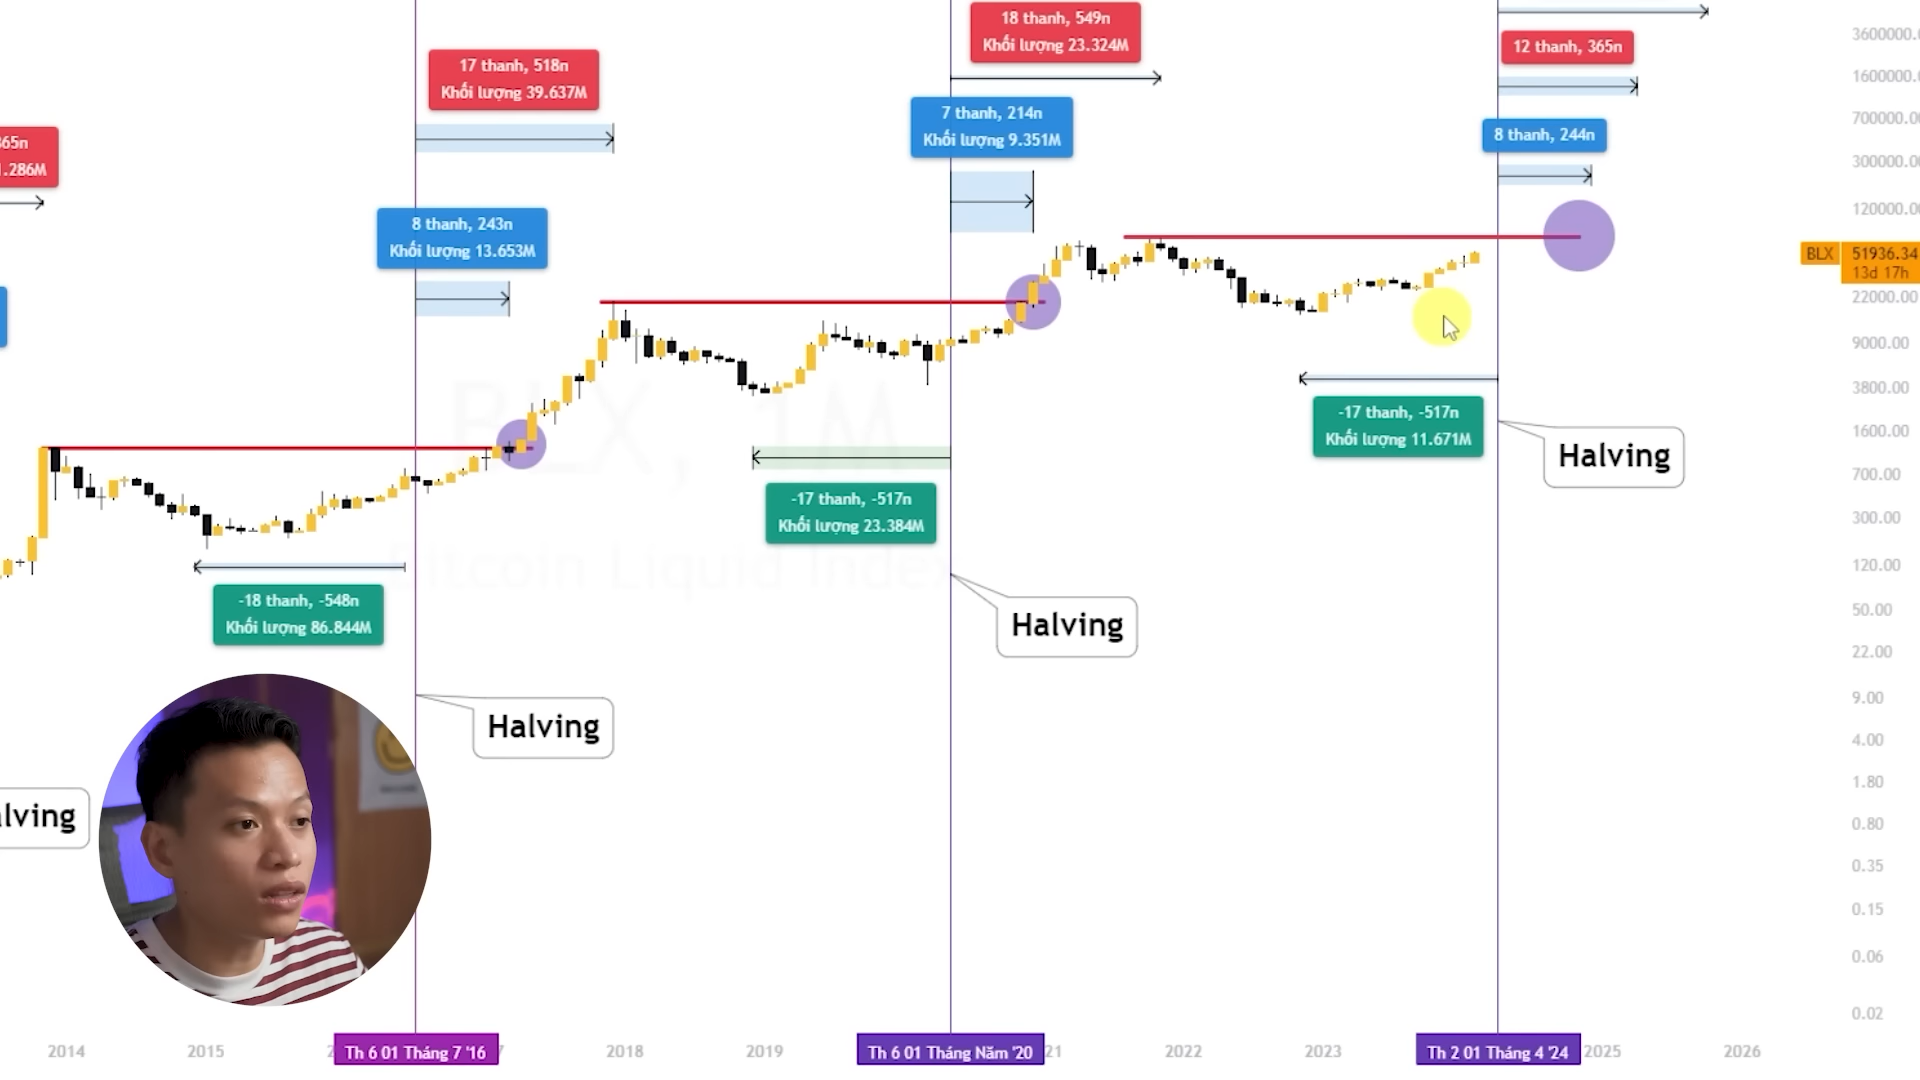 18 thanh, 549n
Khối lượng 23.324M
17 thanh, 518n
Khối lượng 39.637M
12 thanh, 365n
7 thanh, 214n
Khối lượng 9.351M
8 thanh, 244n
65n
.286M
8 thanh, 243n
Khối lượng 13.653M
-17 thanh, -517n
Khối lượng 11.671M
Halving
-17 thanh, -517n
Khối lượng 23.384M
-18 thanh, -548n
Khối lượng 86.844M
Halving
Halving
lving
BLX, 1M
Bitcoin Liquid Index
3600000.
1600000.
700000.0
300000.0
120000.0
BLX 51936.34
13d 17h
22000.00
9000.00
3800.00
1600.00
700.00
300.00
120.00
50.00
22.00
9.00
4.00
1.80
0.80
0.35
0.15
0.06
0.02
2014
2015
Th 6 01 Tháng 7 '16
2018
2019
Th 6 01 Tháng Năm '20
21
2022
2023
Th 2 01 Tháng 4 '24
2025
2026